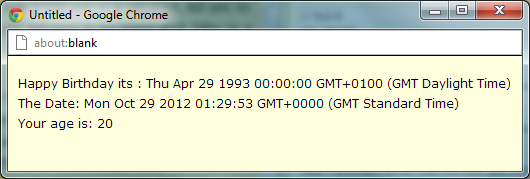 Untitled - Google Chrome
about:blank
Happy Birthday its : Thu Apr 29 1993 00:00:00 GMT+0100 (GMT Daylight Time)
The Date: Mon Oct 29 2012 01:29:53 GMT+0000 (GMT Standard Time)
Your age is: 20